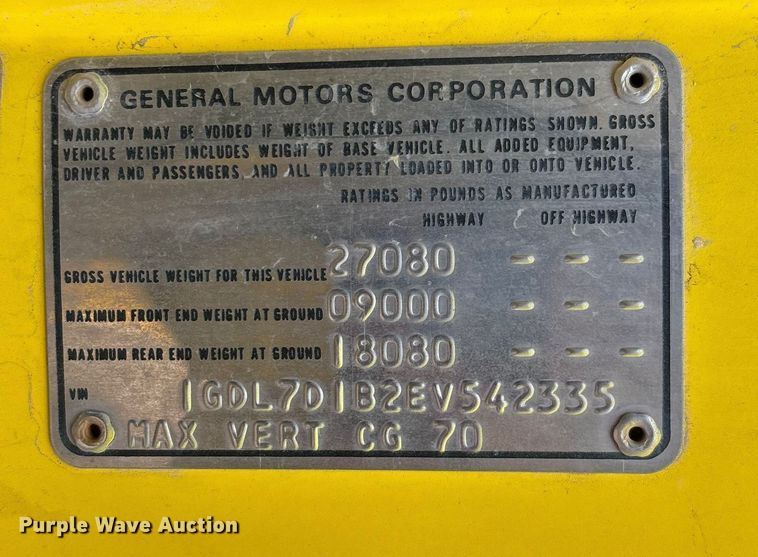 GENERAL MOTORS CORPORATION
WARRANTY MAY BE VOIDED IF WEIGHT EXCEEDS ANY OF RATINGS SHOWN. GROSS
VEHICLE WEIGHT INCLUDES WEIGHT OF BASE VEHICLE. ALL ADDED EQUIPMENT,
DRIVER AND PASSENGERS, AND ALL PROPERTY LOADED INTO OR ONTO VEHICLE.
RATINGS IN POUNDS AS MANUFACTURED
HIGHWAY OFF HIGHWAY
GROSS VEHICLE WEIGHT FOR THIS VEHICLE 27080 - - -
MAXIMUM FRONT END WEIGHT AT GROUND 09000 - - -
MAXIMUM REAR END WEIGHT AT GROUND 18080 - - -
VIN 1GDL7D1B2EV542335
MAX VERT CG 70
Purple Wave Auction